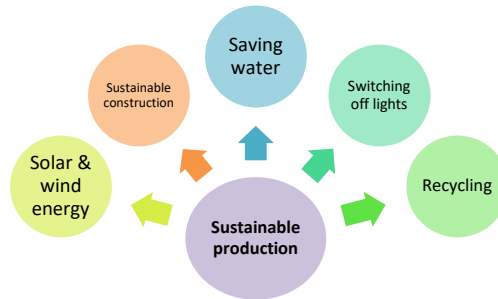 Saving
water
Sustainable
construction
Switching
off lights
Solar &
wind
energy
Recycling
Sustainable
production